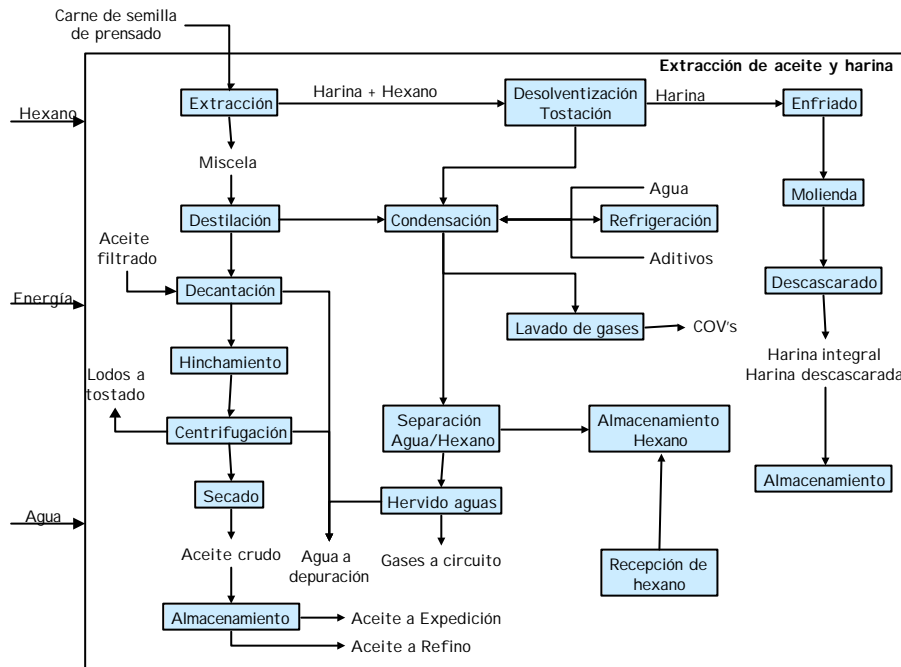 Carne de semilla
de prensado
Extracción de aceite y harina
Hexano
Extracción
Harina + Hexano
Desolventización
Tostación
Harina
Enfriado
Miscela
Molienda
Destilación
Condensación
Agua
Refrigeración
Aditivos
Aceite
filtrado
Energía
Decantación
Descascarado
Lavado de gases
COV's
Hinchamiento
Harina integral
Harina descascarada
Lodos a
tostado
Centrifugación
Separación
Agua/Hexano
Almacenamiento
Hexano
Almacenamiento
Secado
Hervido aguas
Agua
Aceite crudo
Agua a
depuración
Gases a circuito
Recepción de
hexano
Almacenamiento
Aceite a Expedición
Aceite a Refino